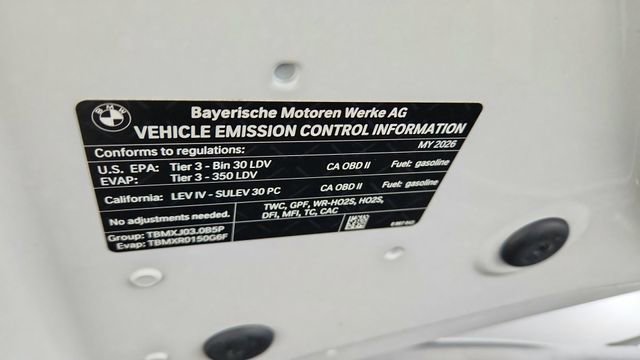 BMW
Bayerische Motoren Werke AG
VEHICLE EMISSION CONTROL INFORMATION
Conforms to regulations: MY 2026
U.S. EPA: Tier 3 - Bin 30 LDV CA OBD II Fuel: gasoline
EVAP: Tier 3 - 350 LDV
California: LEV IV - SULEV 30 PC CA OBD II Fuel: gasoline
No adjustments needed. TWC, GPF, WR-HO2S, HO2S,
DFI, MFI, TC, CAC
Group: TBMXJ03.0B5P
Evap: TBMXR0150G6F